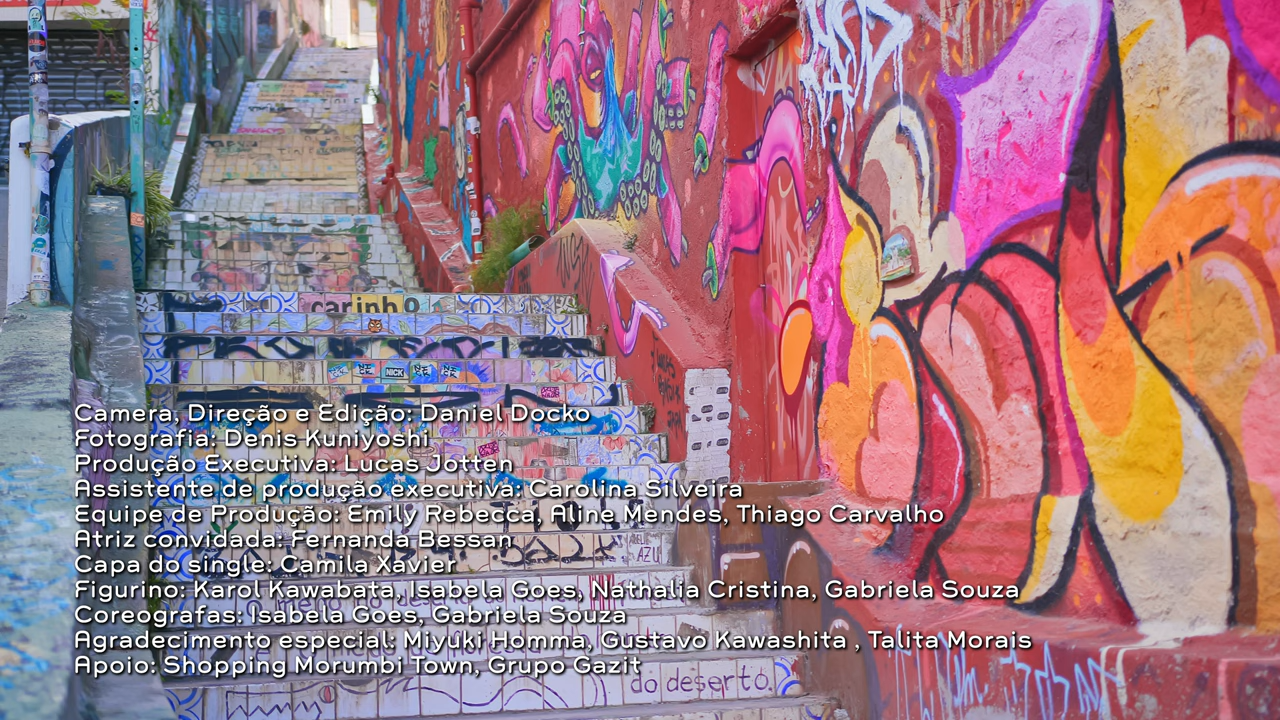 carinho
NICK
Camera, Direção e Edição: Daniel Docko
Fotografia: Denis Kuniyoshi
Produção Executiva: Lucas Jotten
Assistente de produção executiva: Carolina Silveira
Equipe de Produção: Emily Rebecca, Aline Mendes, Thiago Carvalho
Atriz convidada: Fernanda Bessan
Capa do single: Camila Xavier
Figurino: Karol Kawabata, Isabela Goes, Nathalia Cristina, Gabriela Souza
Coreografas: Isabela Goes, Gabriela Souza
Agradecimento especial: Miyuki Homma, Gustavo Kawashita , Talita Morais
Apoio: Shopping Morumbi Town, Grupo Gazit
do deserto.